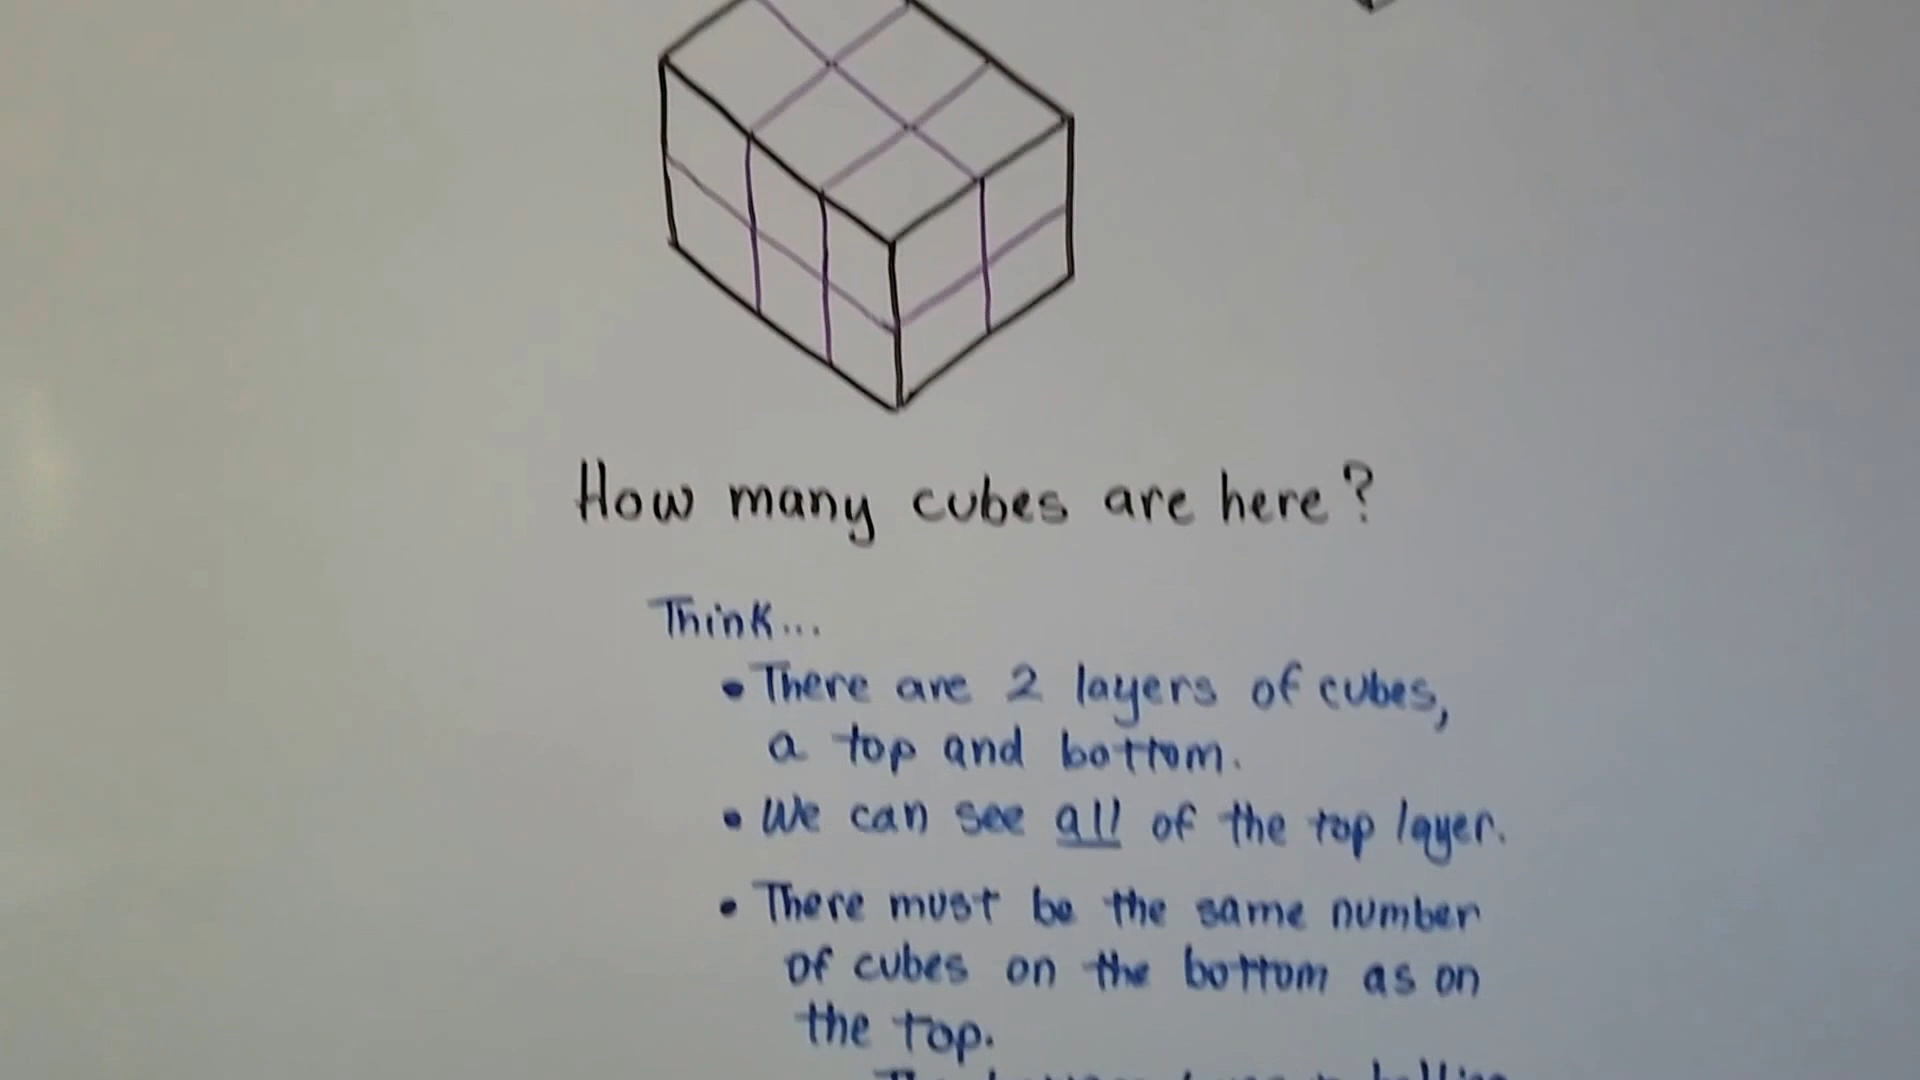 How many cubes are here?
Think...
• There are 2 layers of cubes,
a top and bottom.
• We can see all of the top layer.
• There must be the same number
of cubes on the bottom as on
the top.